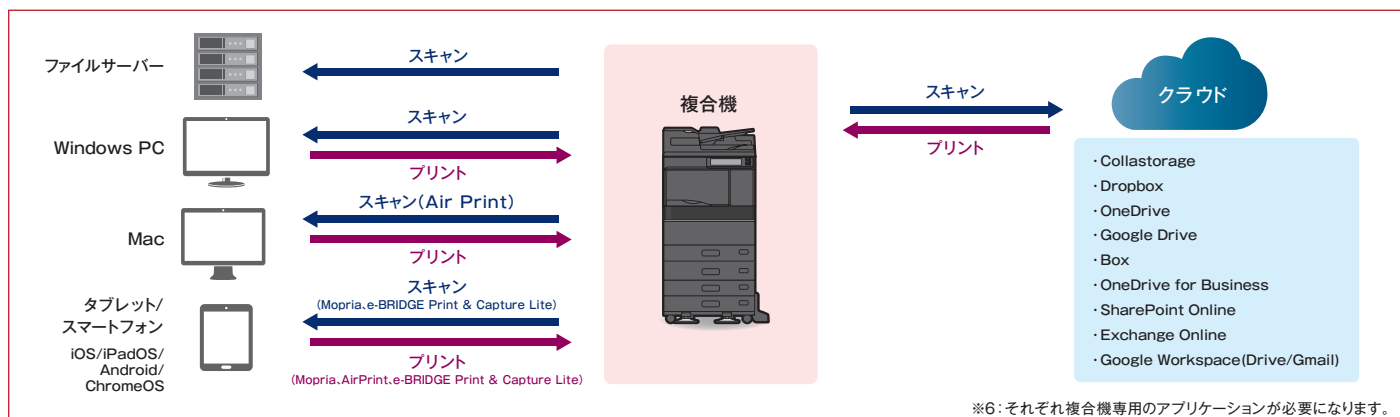 ファイルサーバー
スキャン
Windows PC
スキャン
プリント
Mac
スキャン(Air Print)
プリント
タブレット/
スマートフォン
iOS/iPadOS/
Android/
ChromeOS
スキャン
(Mopria、e-BRIDGE Print & Capture Lite)
プリント
(Mopria、AirPrint、e-BRIDGE Print & Capture Lite)
複合機
スキャン
プリント
クラウド
・Collastorage
・Dropbox
・OneDrive
・Google Drive
・Box
・OneDrive for Business
・SharePoint Online
・Exchange Online
・Google Workspace(Drive/Gmail)
※6:それぞれ複合機専用のアプリケーションが必要になります。